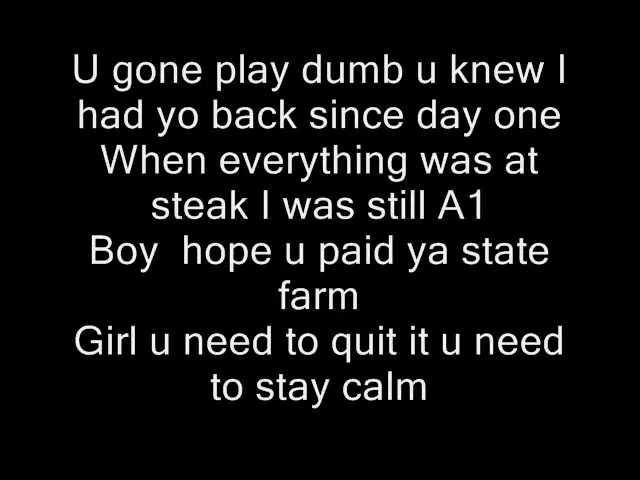 U gone play dumb u knew I
had yo back since day one
When everything was at
steak I was still A1
Boy  hope u paid ya state
farm
Girl u need to quit it u need
to stay calm